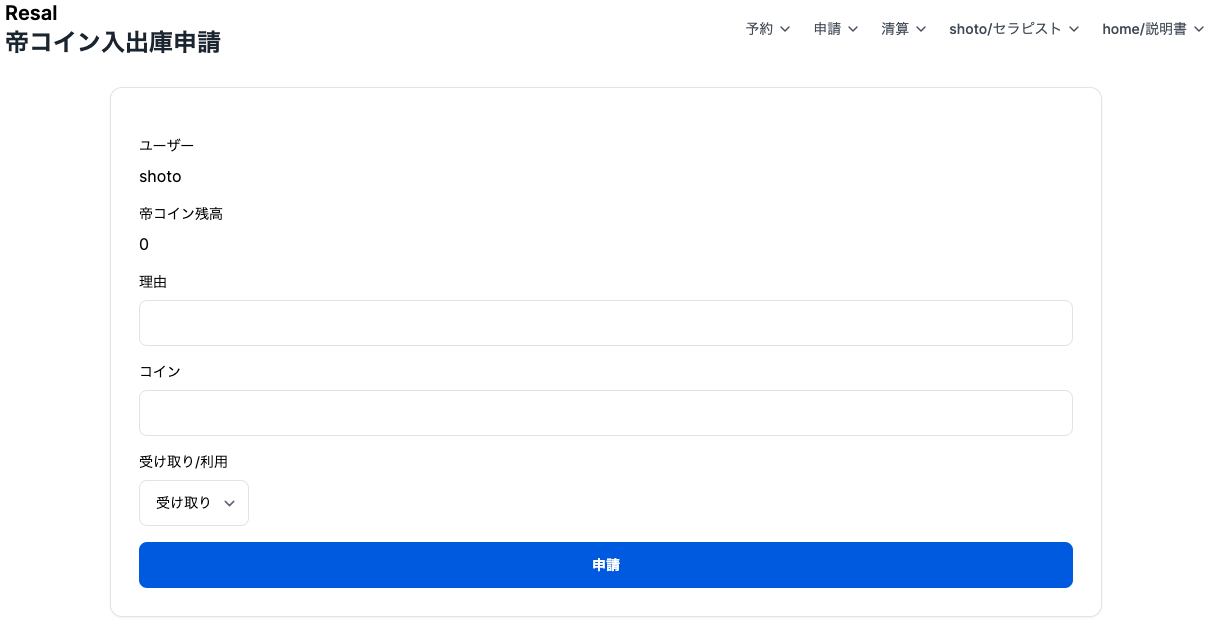 Resal
帝コイン入出庫申請
予約
申請
清算
shoto/セラピスト
home/説明書
ユーザー
shoto
帝コイン残高
0
理由
コイン
受け取り/利用
受け取り
申請